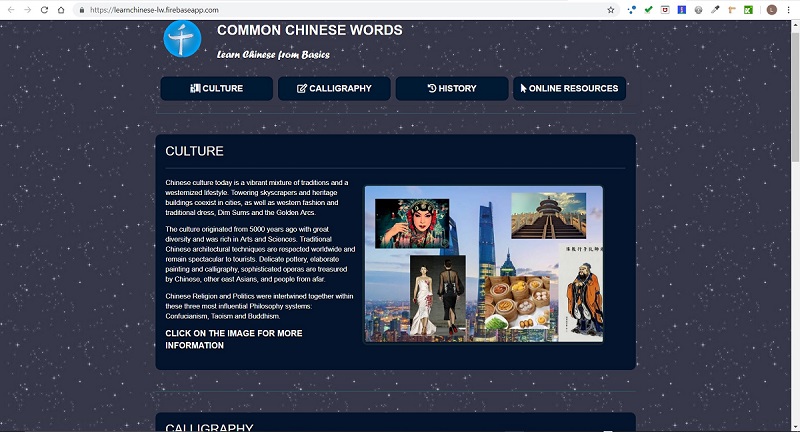 https://learnchinese-lw.firebaseapp.com
L
千
COMMON CHINESE WORDS
Learn Chinese from Basics
CULTURE
CALLIGRAPHY
HISTORY
ONLINE RESOURCES
CULTURE
Chinese culture today is a vibrant mixture of traditions and a
westernized lifestyle. Towering skyscrapers and heritage
buildings coexist in cities, as well as western fashion and
traditional dress, Dim Sums and the Golden Arcs.
The culture originated from 5000 years ago with great
diversity and was rich in Arts and Sciences. Traditional
Chinese architectural techniques are respected worldwide and
remain spectacular to tourists. Delicate pottery, elaborate
painting and calligraphy, sophisticated operas are treasured
by Chinese, other east Asians, and people from afar.
Chinese Religion and Politics were intertwined together within
these three most influential Philosophy systems:
Confucianism, Taoism and Buddhism.
CLICK ON THE IMAGE FOR MORE
INFORMATION
CALLIGRAPHY